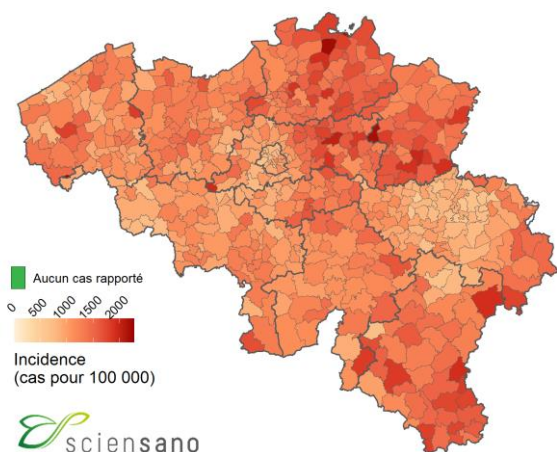 Aucun cas rapporté
0 500 1000 1500 2000
Incidence
(cas pour 100 000)
sciensano